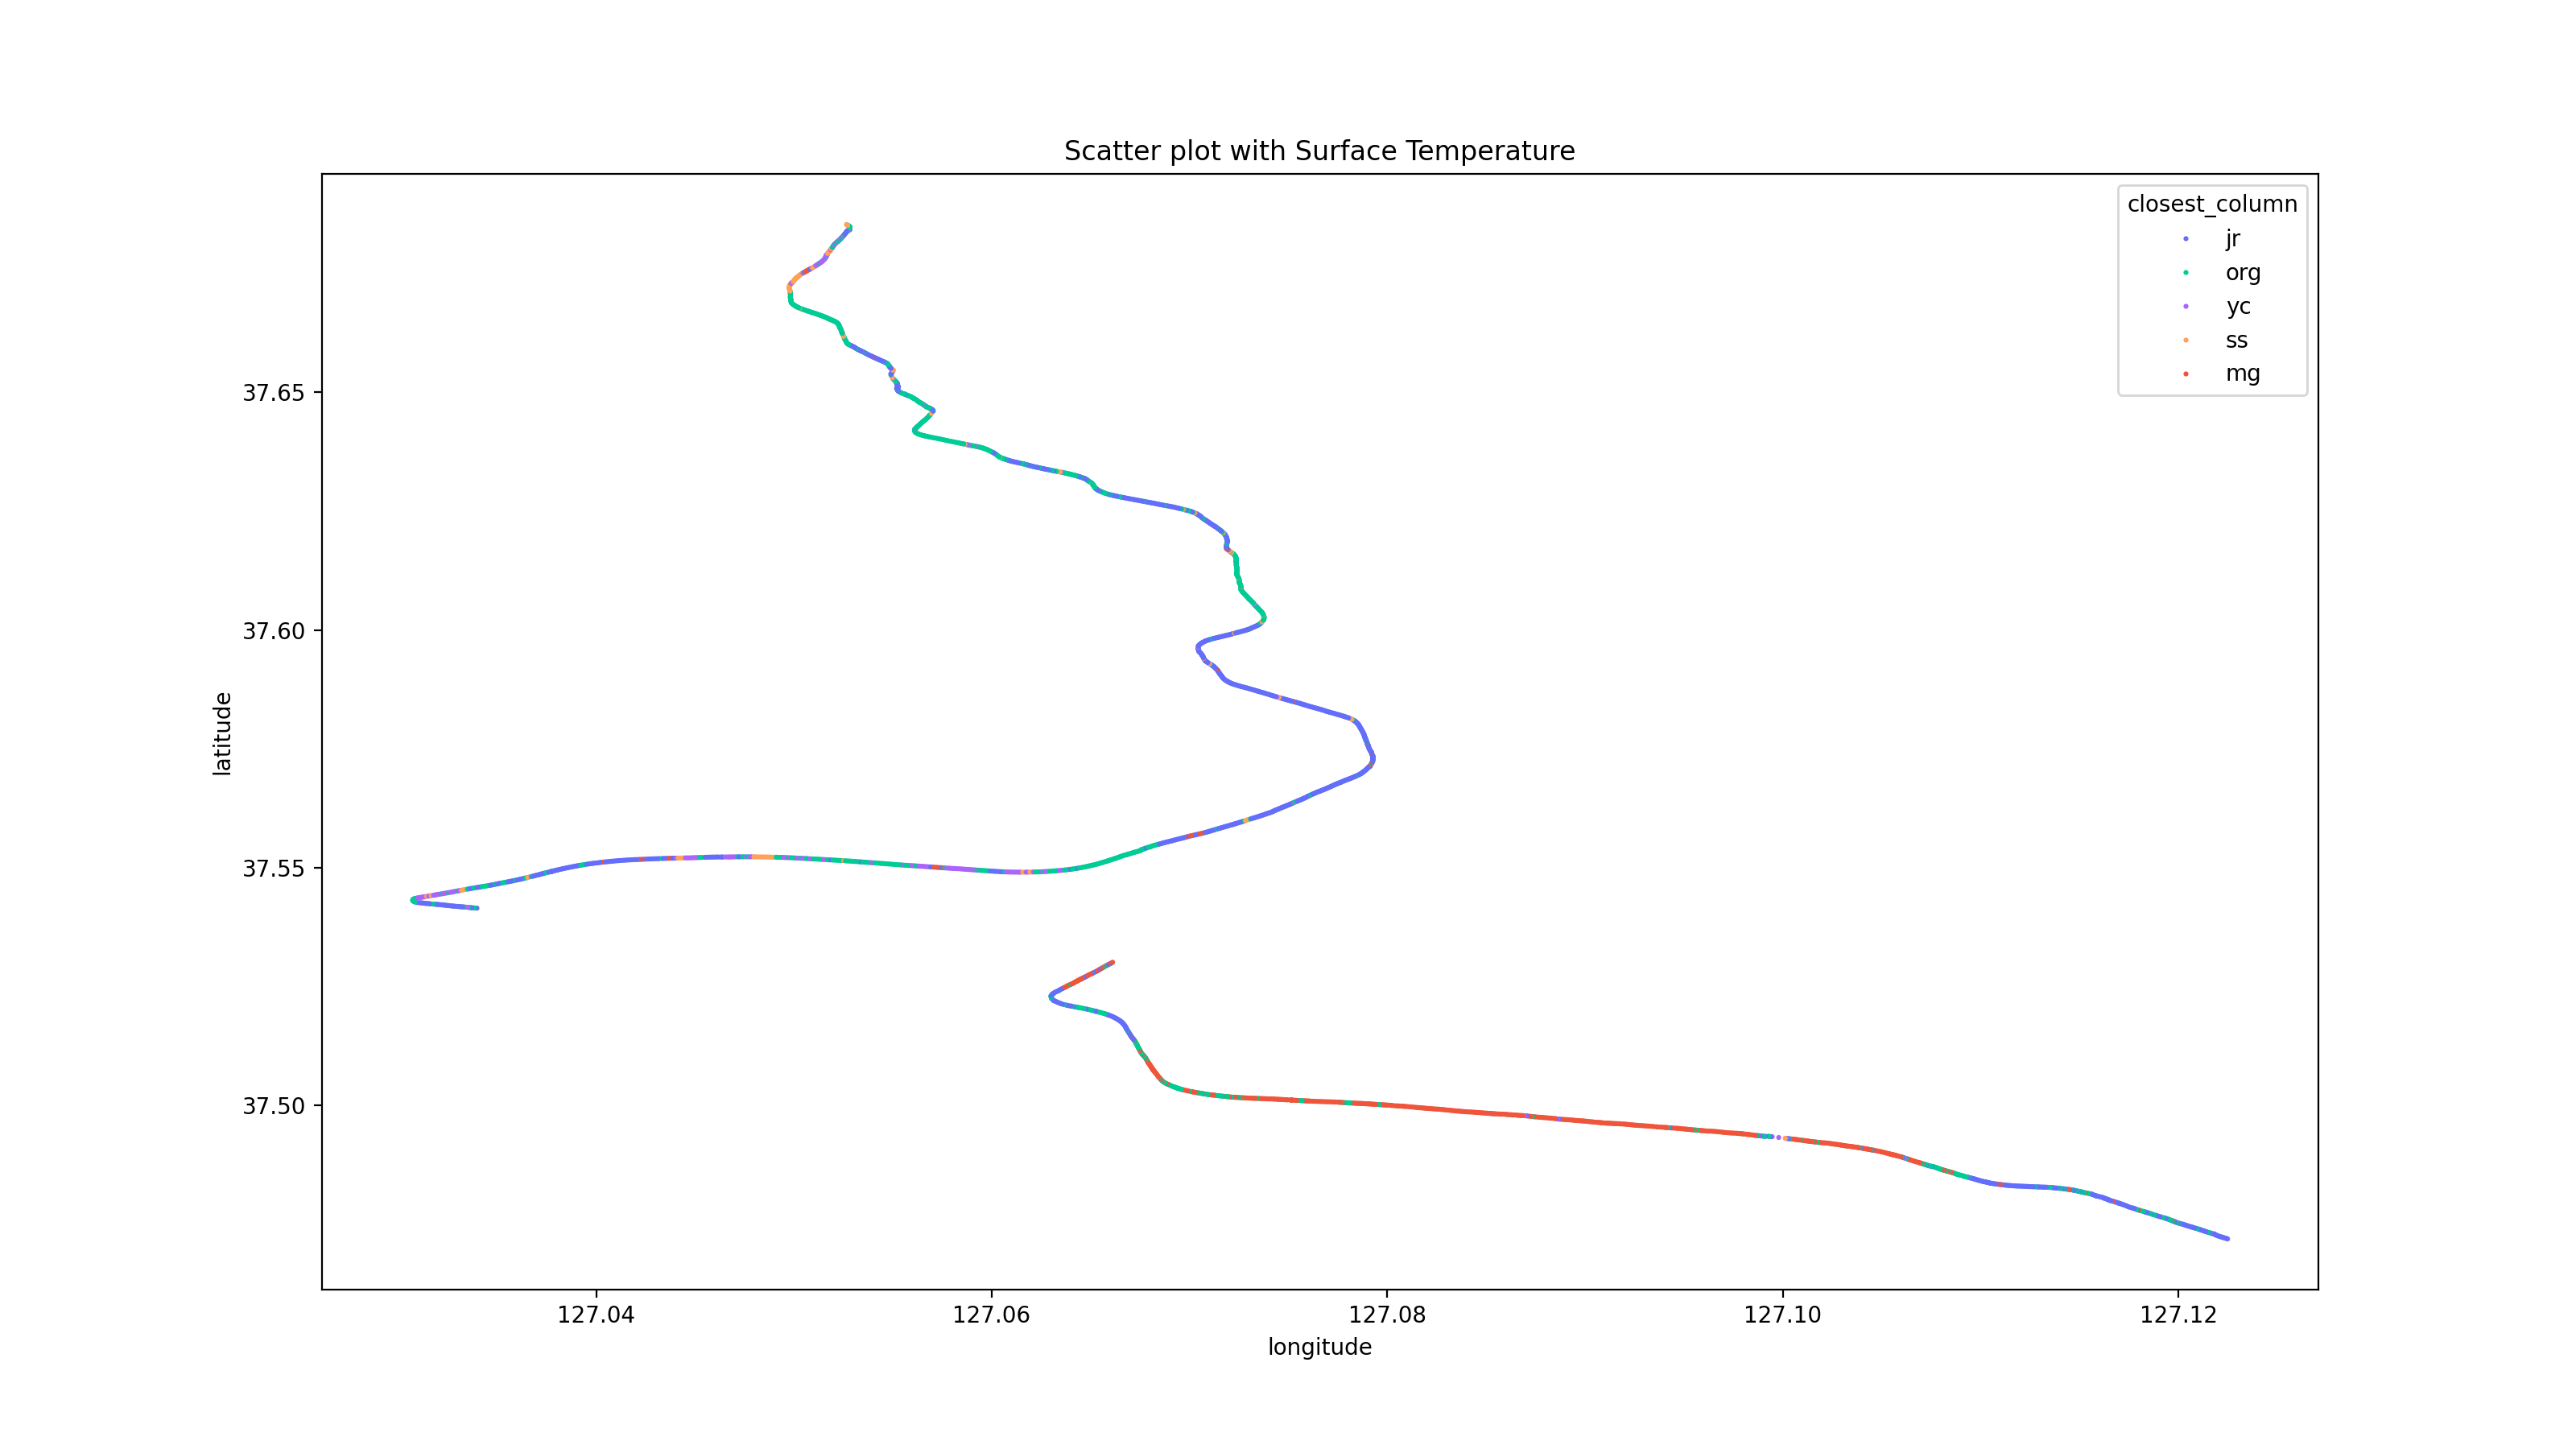 Scatter plot with Surface Temperature
closest_column
jr
org
yc
ss
mg
37.65
37.60
37.55
37.50
latitude
127.04 127.06 127.08 127.10 127.12
longitude